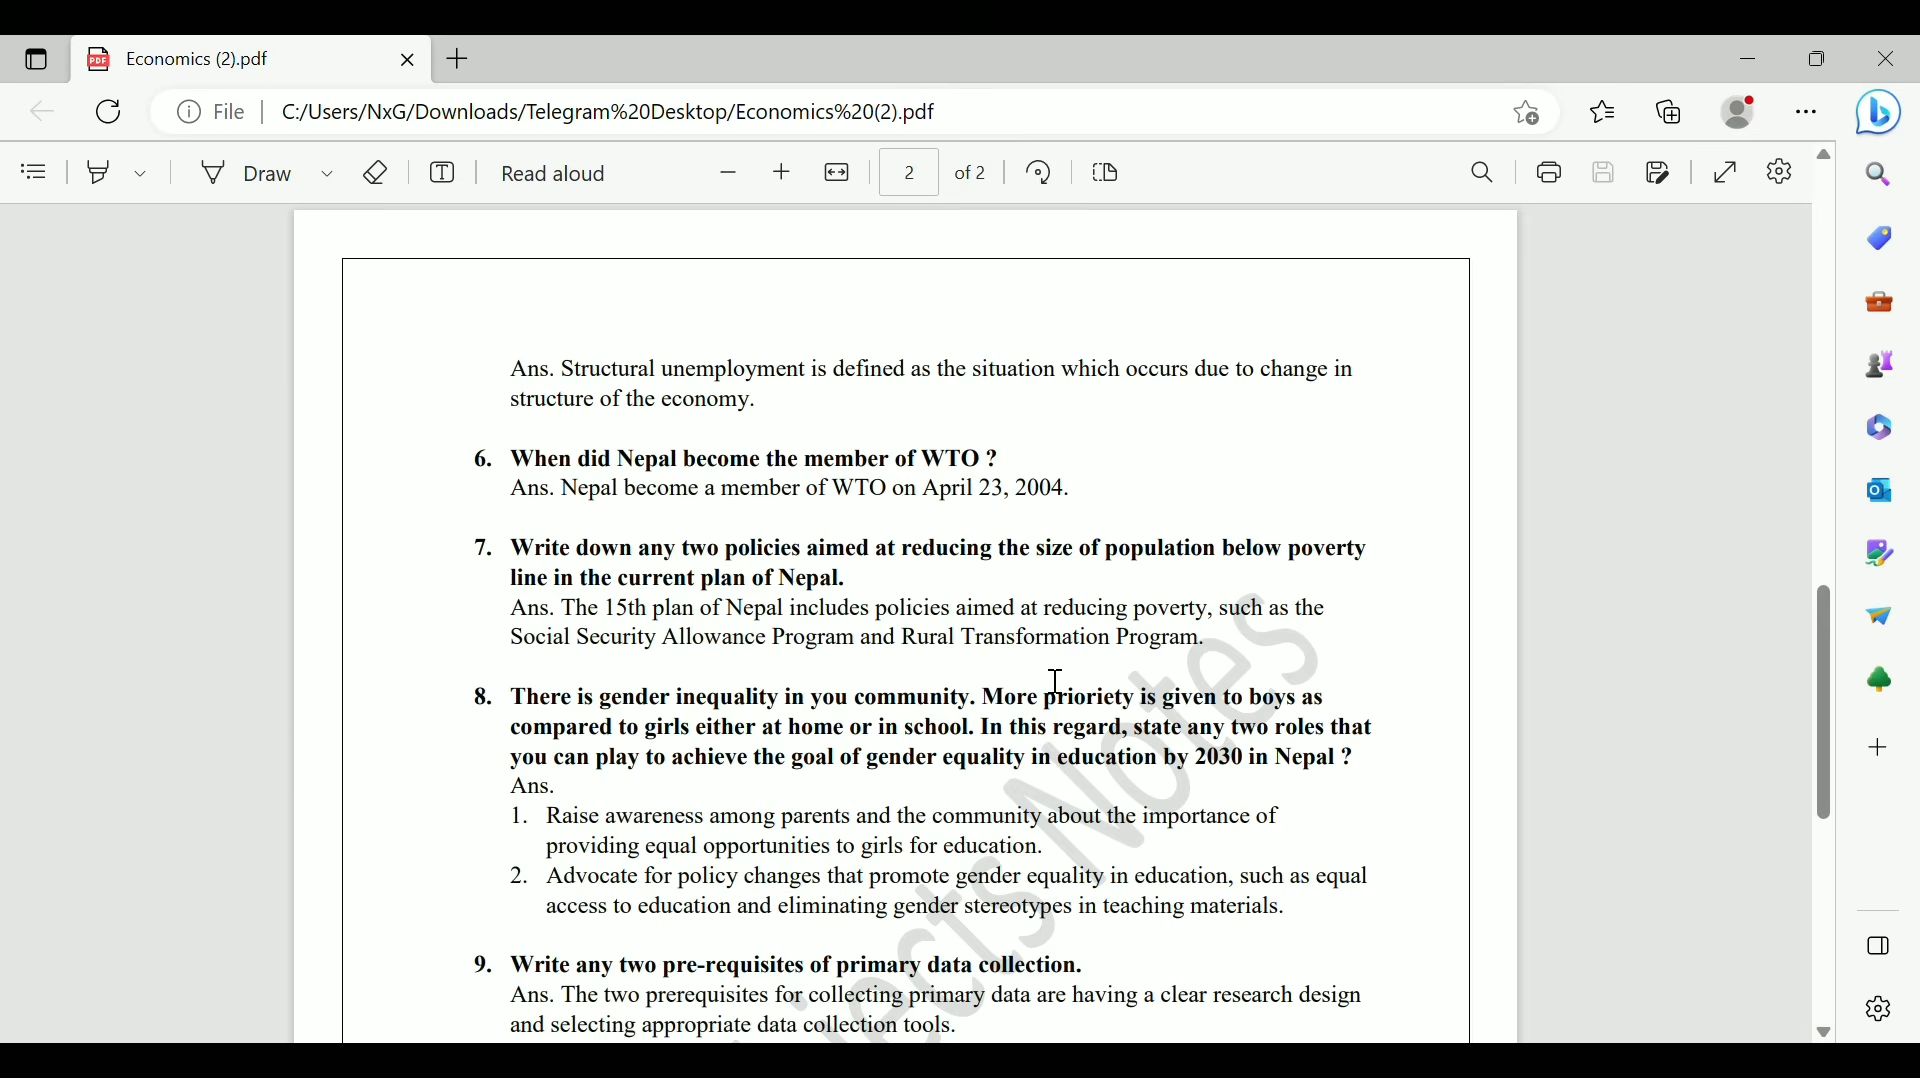 Economics (2).pdf
File C:/Users/NxG/Downloads/Telegram%20Desktop/Economics%20(2).pdf
Draw Read aloud 2 of 2
Ans. Structural unemployment is defined as the situation which occurs due to change in
structure of the economy.
6. When did Nepal become the member of WTO ?
Ans. Nepal become a member of WTO on April 23, 2004.
7. Write down any two policies aimed at reducing the size of population below poverty
line in the current plan of Nepal.
Ans. The 15th plan of Nepal includes policies aimed at reducing poverty, such as the
Social Security Allowance Program and Rural Transformation Program.
8. There is gender inequality in you community. More prioriety is given to boys as
compared to girls either at home or in school. In this regard, state any two roles that
you can play to achieve the goal of gender equality in education by 2030 in Nepal ?
Ans.
1. Raise awareness among parents and the community about the importance of
providing equal opportunities to girls for education.
2. Advocate for policy changes that promote gender equality in education, such as equal
access to education and eliminating gender stereotypes in teaching materials.
9. Write any two pre-requisites of primary data collection.
Ans. The two prerequisites for collecting primary data are having a clear research design
and selecting appropriate data collection tools.
Notes